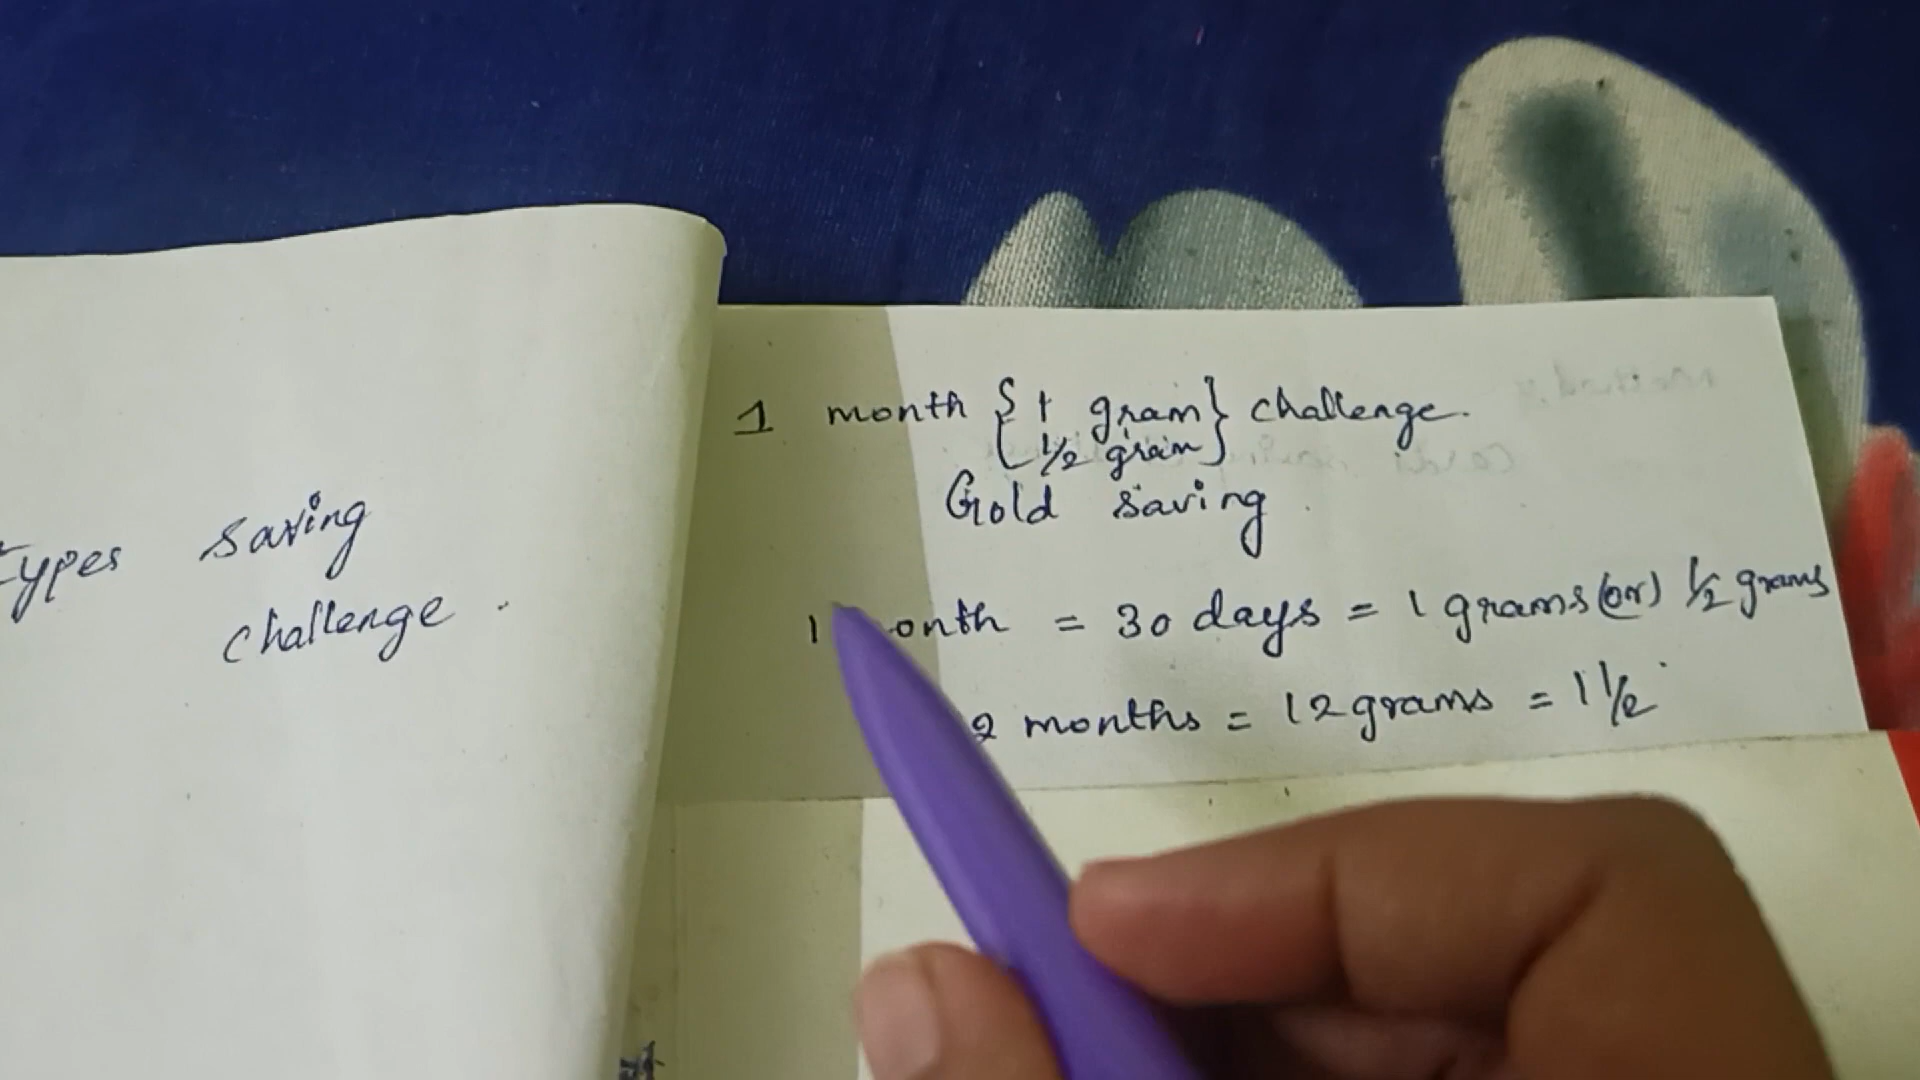 Types saving
challenge.
1 month { 1 gram } challenge.
1/2 gram
Gold saving
1 onth = 30 days = 1 grams (or) 1/2 grams
2 months = 12 grams = 1 1/2